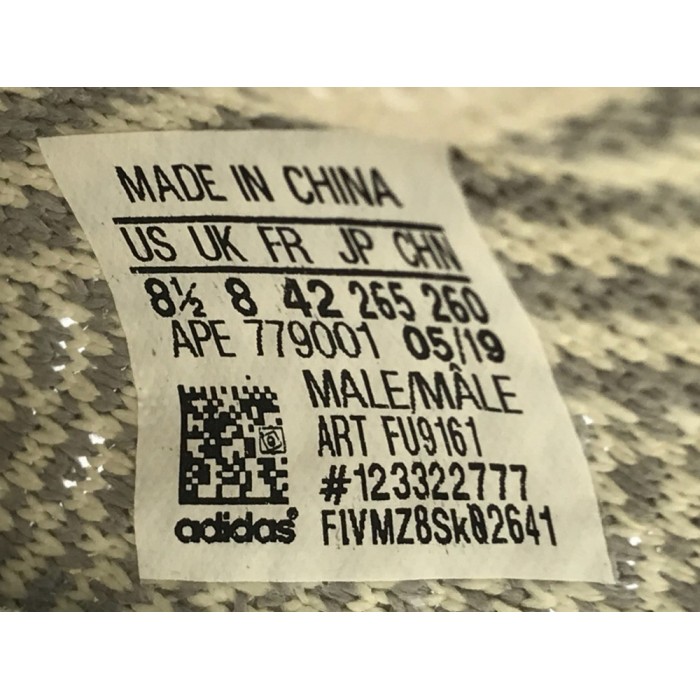 MADE IN CHINA
US UK FR JP CHN
8½ 8 42 265 260
APE 779001 05/19
MALE/MÂLE
ART FU9161
#123322777
adidas®